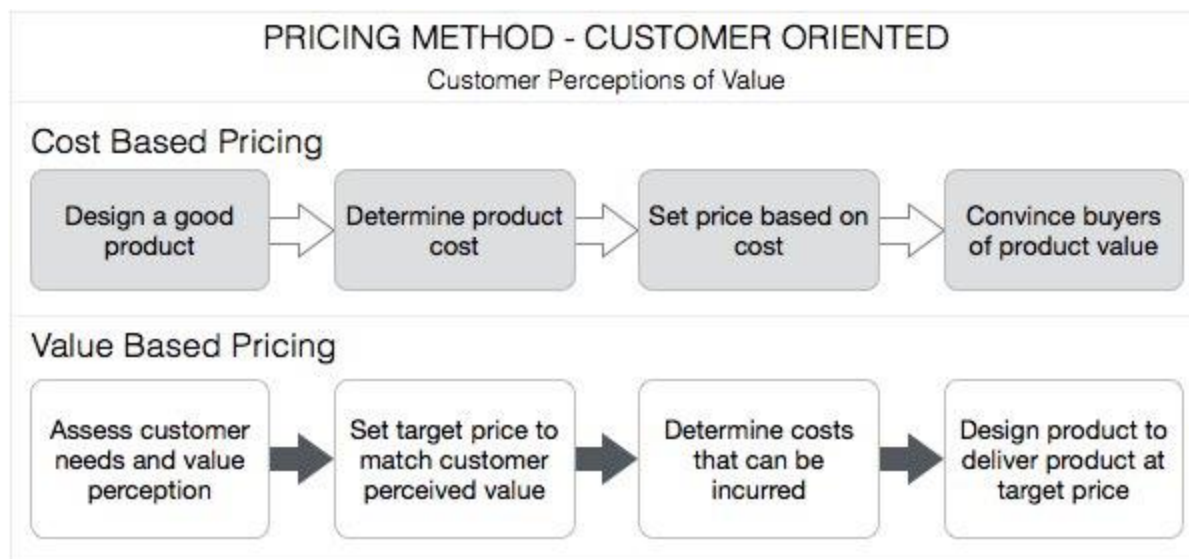 PRICING METHOD - CUSTOMER ORIENTED
Customer Perceptions of Value
Cost Based Pricing
Design a good
product
Determine product
cost
Set price based on
cost
Convince buyers
of product value
Value Based Pricing
Assess customer
needs and value
perception
Set target price to
match customer
perceived value
Determine costs
that can be
incurred
Design product to
deliver product at
target price